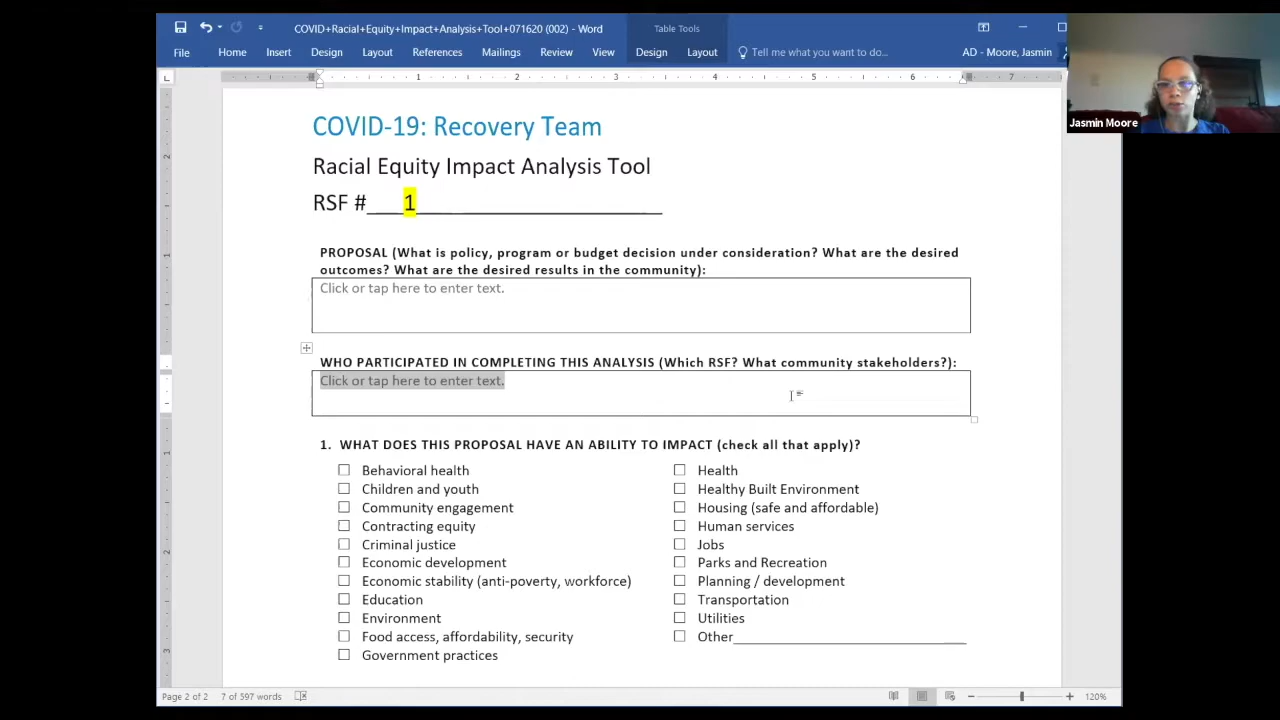 COVID+Racial+Equity+Impact+Analysis+Tool+071620 (002) - Word
Table Tools
File Home Insert Design Layout References Mailings Review View Design Layout Tell me what you want to do... AD - Moore, Jasmin
Jasmin Moore
1 2 3 4 5 6 7
COVID-19: Recovery Team
Racial Equity Impact Analysis Tool
RSF #___1____________________
PROPOSAL (What is policy, program or budget decision under consideration? What are the desired
outcomes? What are the desired results in the community):
Click or tap here to enter text.
WHO PARTICIPATED IN COMPLETING THIS ANALYSIS (Which RSF? What community stakeholders?):
Click or tap here to enter text.
1. WHAT DOES THIS PROPOSAL HAVE AN ABILITY TO IMPACT (check all that apply)?
☐ Behavioral health
☐ Children and youth
☐ Community engagement
☐ Contracting equity
☐ Criminal justice
☐ Economic development
☐ Economic stability (anti-poverty, workforce)
☐ Education
☐ Environment
☐ Food access, affordability, security
☐ Government practices
☐ Health
☐ Healthy Built Environment
☐ Housing (safe and affordable)
☐ Human services
☐ Jobs
☐ Parks and Recreation
☐ Planning / development
☐ Transportation
☐ Utilities
☐ Other____________________
Page 2 of 2 7 of 597 words 120%